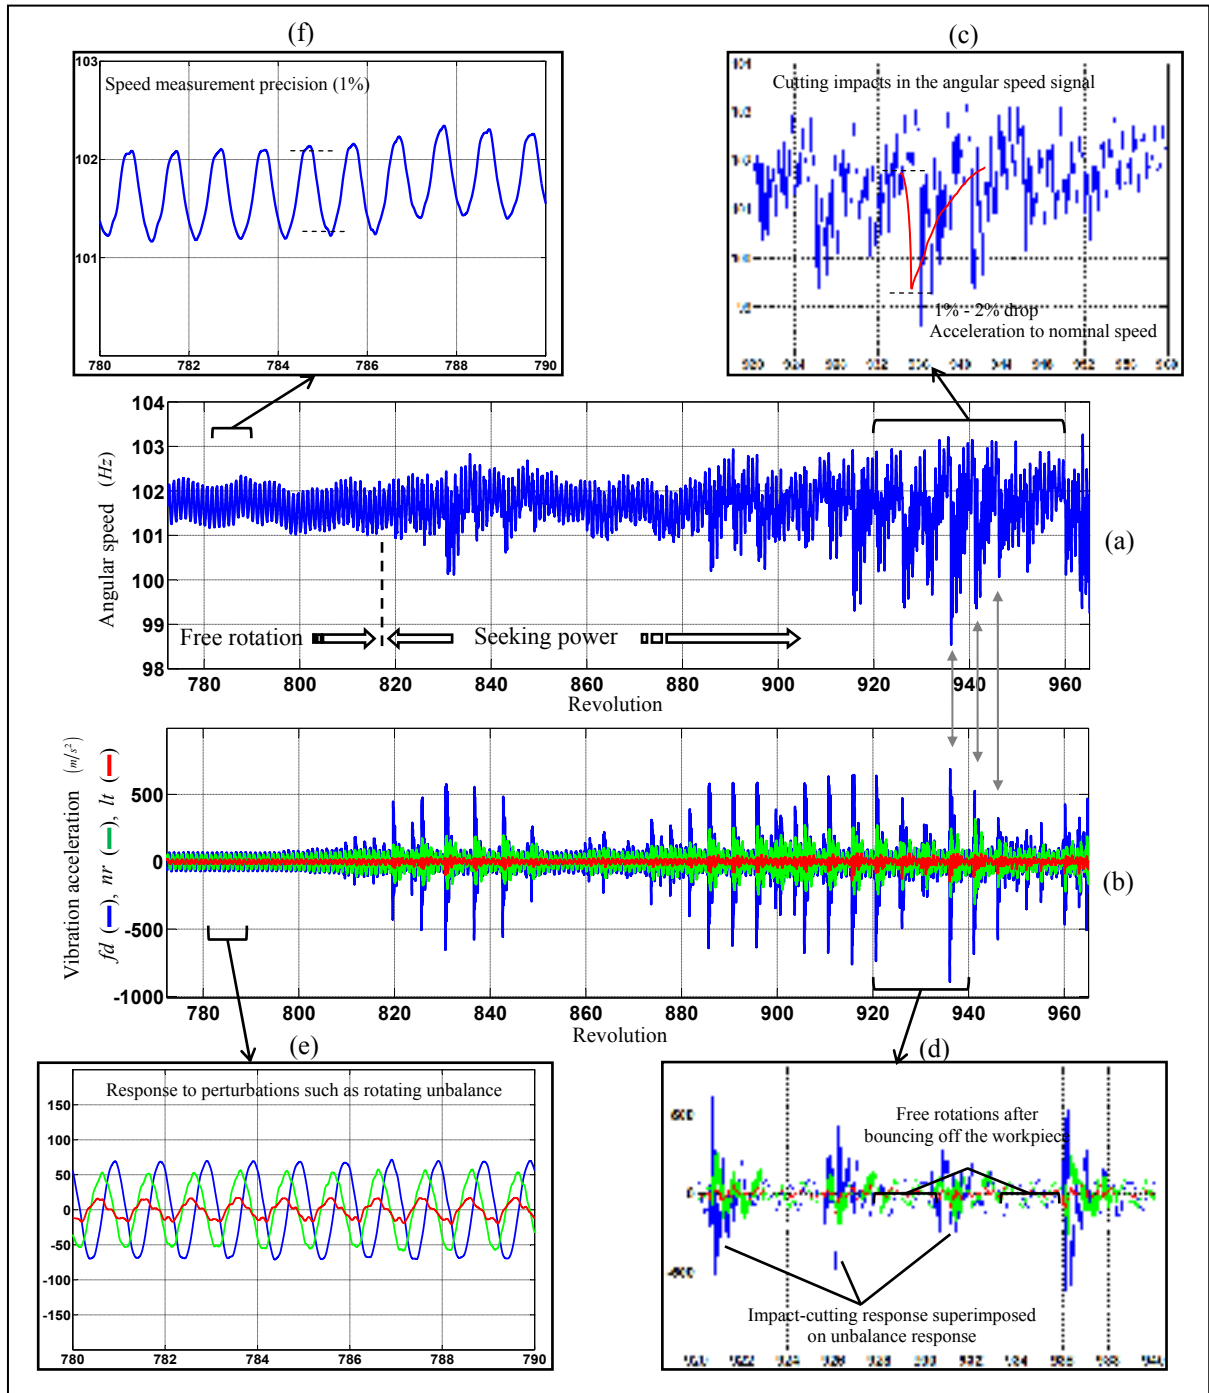 (f)
103
Speed measurement precision (1%)
102
101
780 782 784 786 788 790
(c)
Cutting impacts in the angular speed signal
1% - 2% drop
Acceleration to nominal speed
104
103
102
101
100
99
98
Angular speed (Hz)
Free rotation
Seeking power
780 800 820 840 860 880 900 920 940 960
Revolution
(a)
Vibration acceleration (m/s²)
fd (—), nr (—), lt (—)
500
0
-500
-1000
780 800 820 840 860 880 900 920 940 960
Revolution
(b)
(e)
Response to perturbations such as rotating unbalance
150
100
50
0
-50
-100
-150
780 782 784 786 788 790
(d)
Free rotations after
bouncing off the workpiece
Impact-cutting response superimposed
on unbalance response